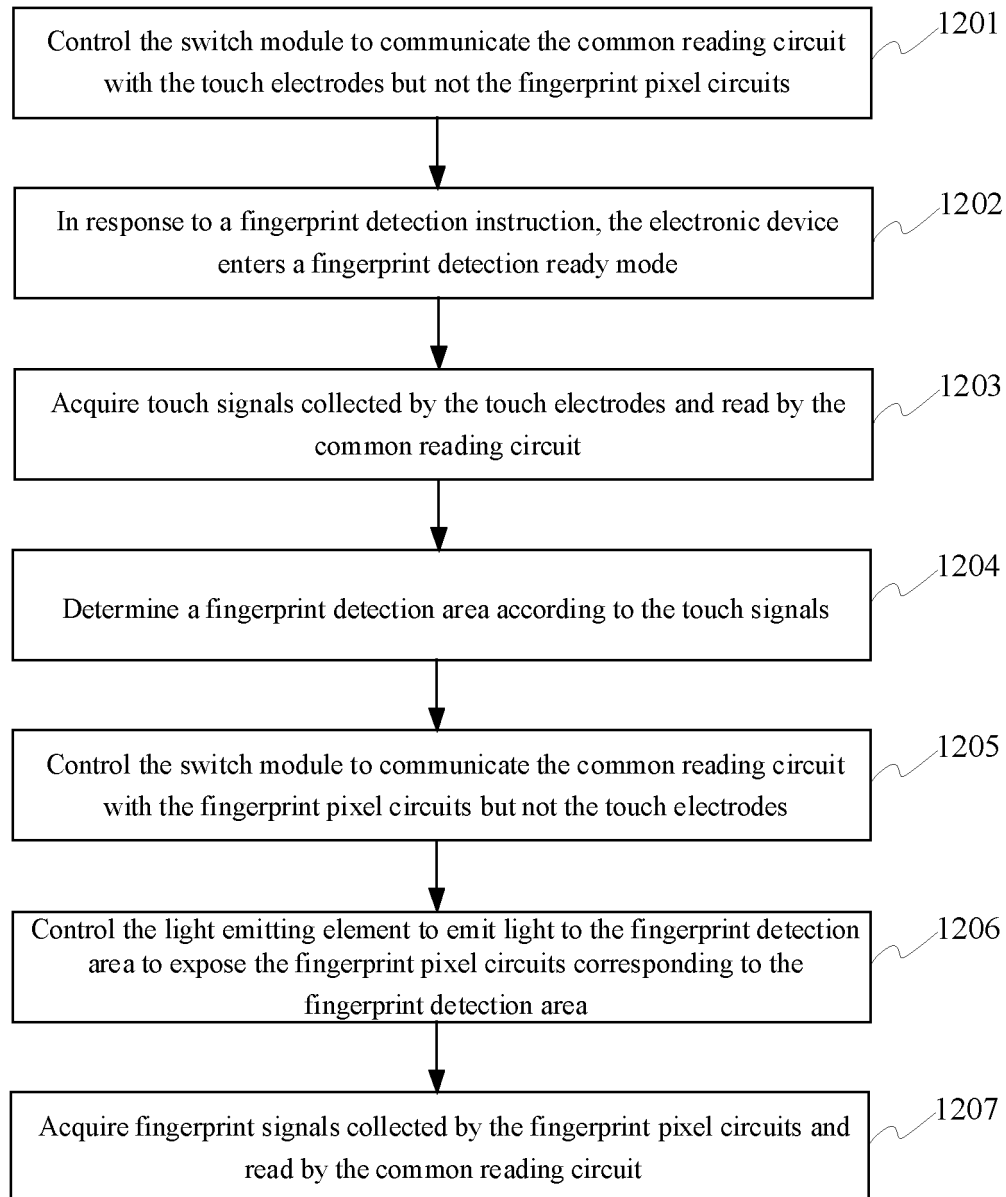 Control the switch module to communicate the common reading circuit
with the touch electrodes but not the fingerprint pixel circuits
1201
In response to a fingerprint detection instruction, the electronic device
enters a fingerprint detection ready mode
1202
Acquire touch signals collected by the touch electrodes and read by the
common reading circuit
1203
Determine a fingerprint detection area according to the touch signals
1204
Control the switch module to communicate the common reading circuit
with the fingerprint pixel circuits but not the touch electrodes
1205
Control the light emitting element to emit light to the fingerprint detection
area to expose the fingerprint pixel circuits corresponding to the
fingerprint detection area
1206
Acquire fingerprint signals collected by the fingerprint pixel circuits and
read by the common reading circuit
1207